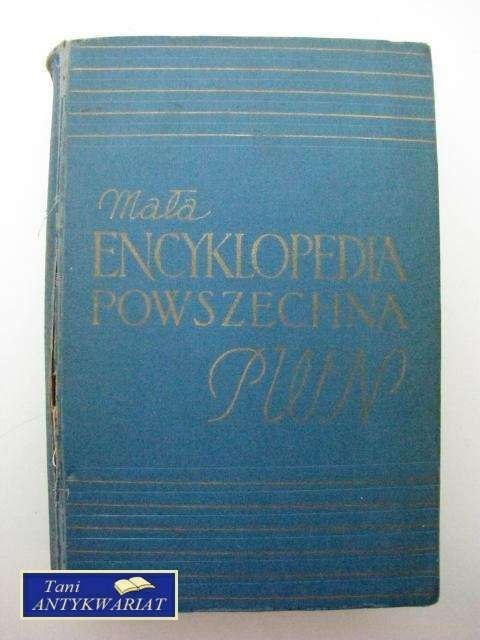 Mała
ENCYKLOPEDIA
POWSZECHNA
PWN
Tani
ANTYKWARIAT